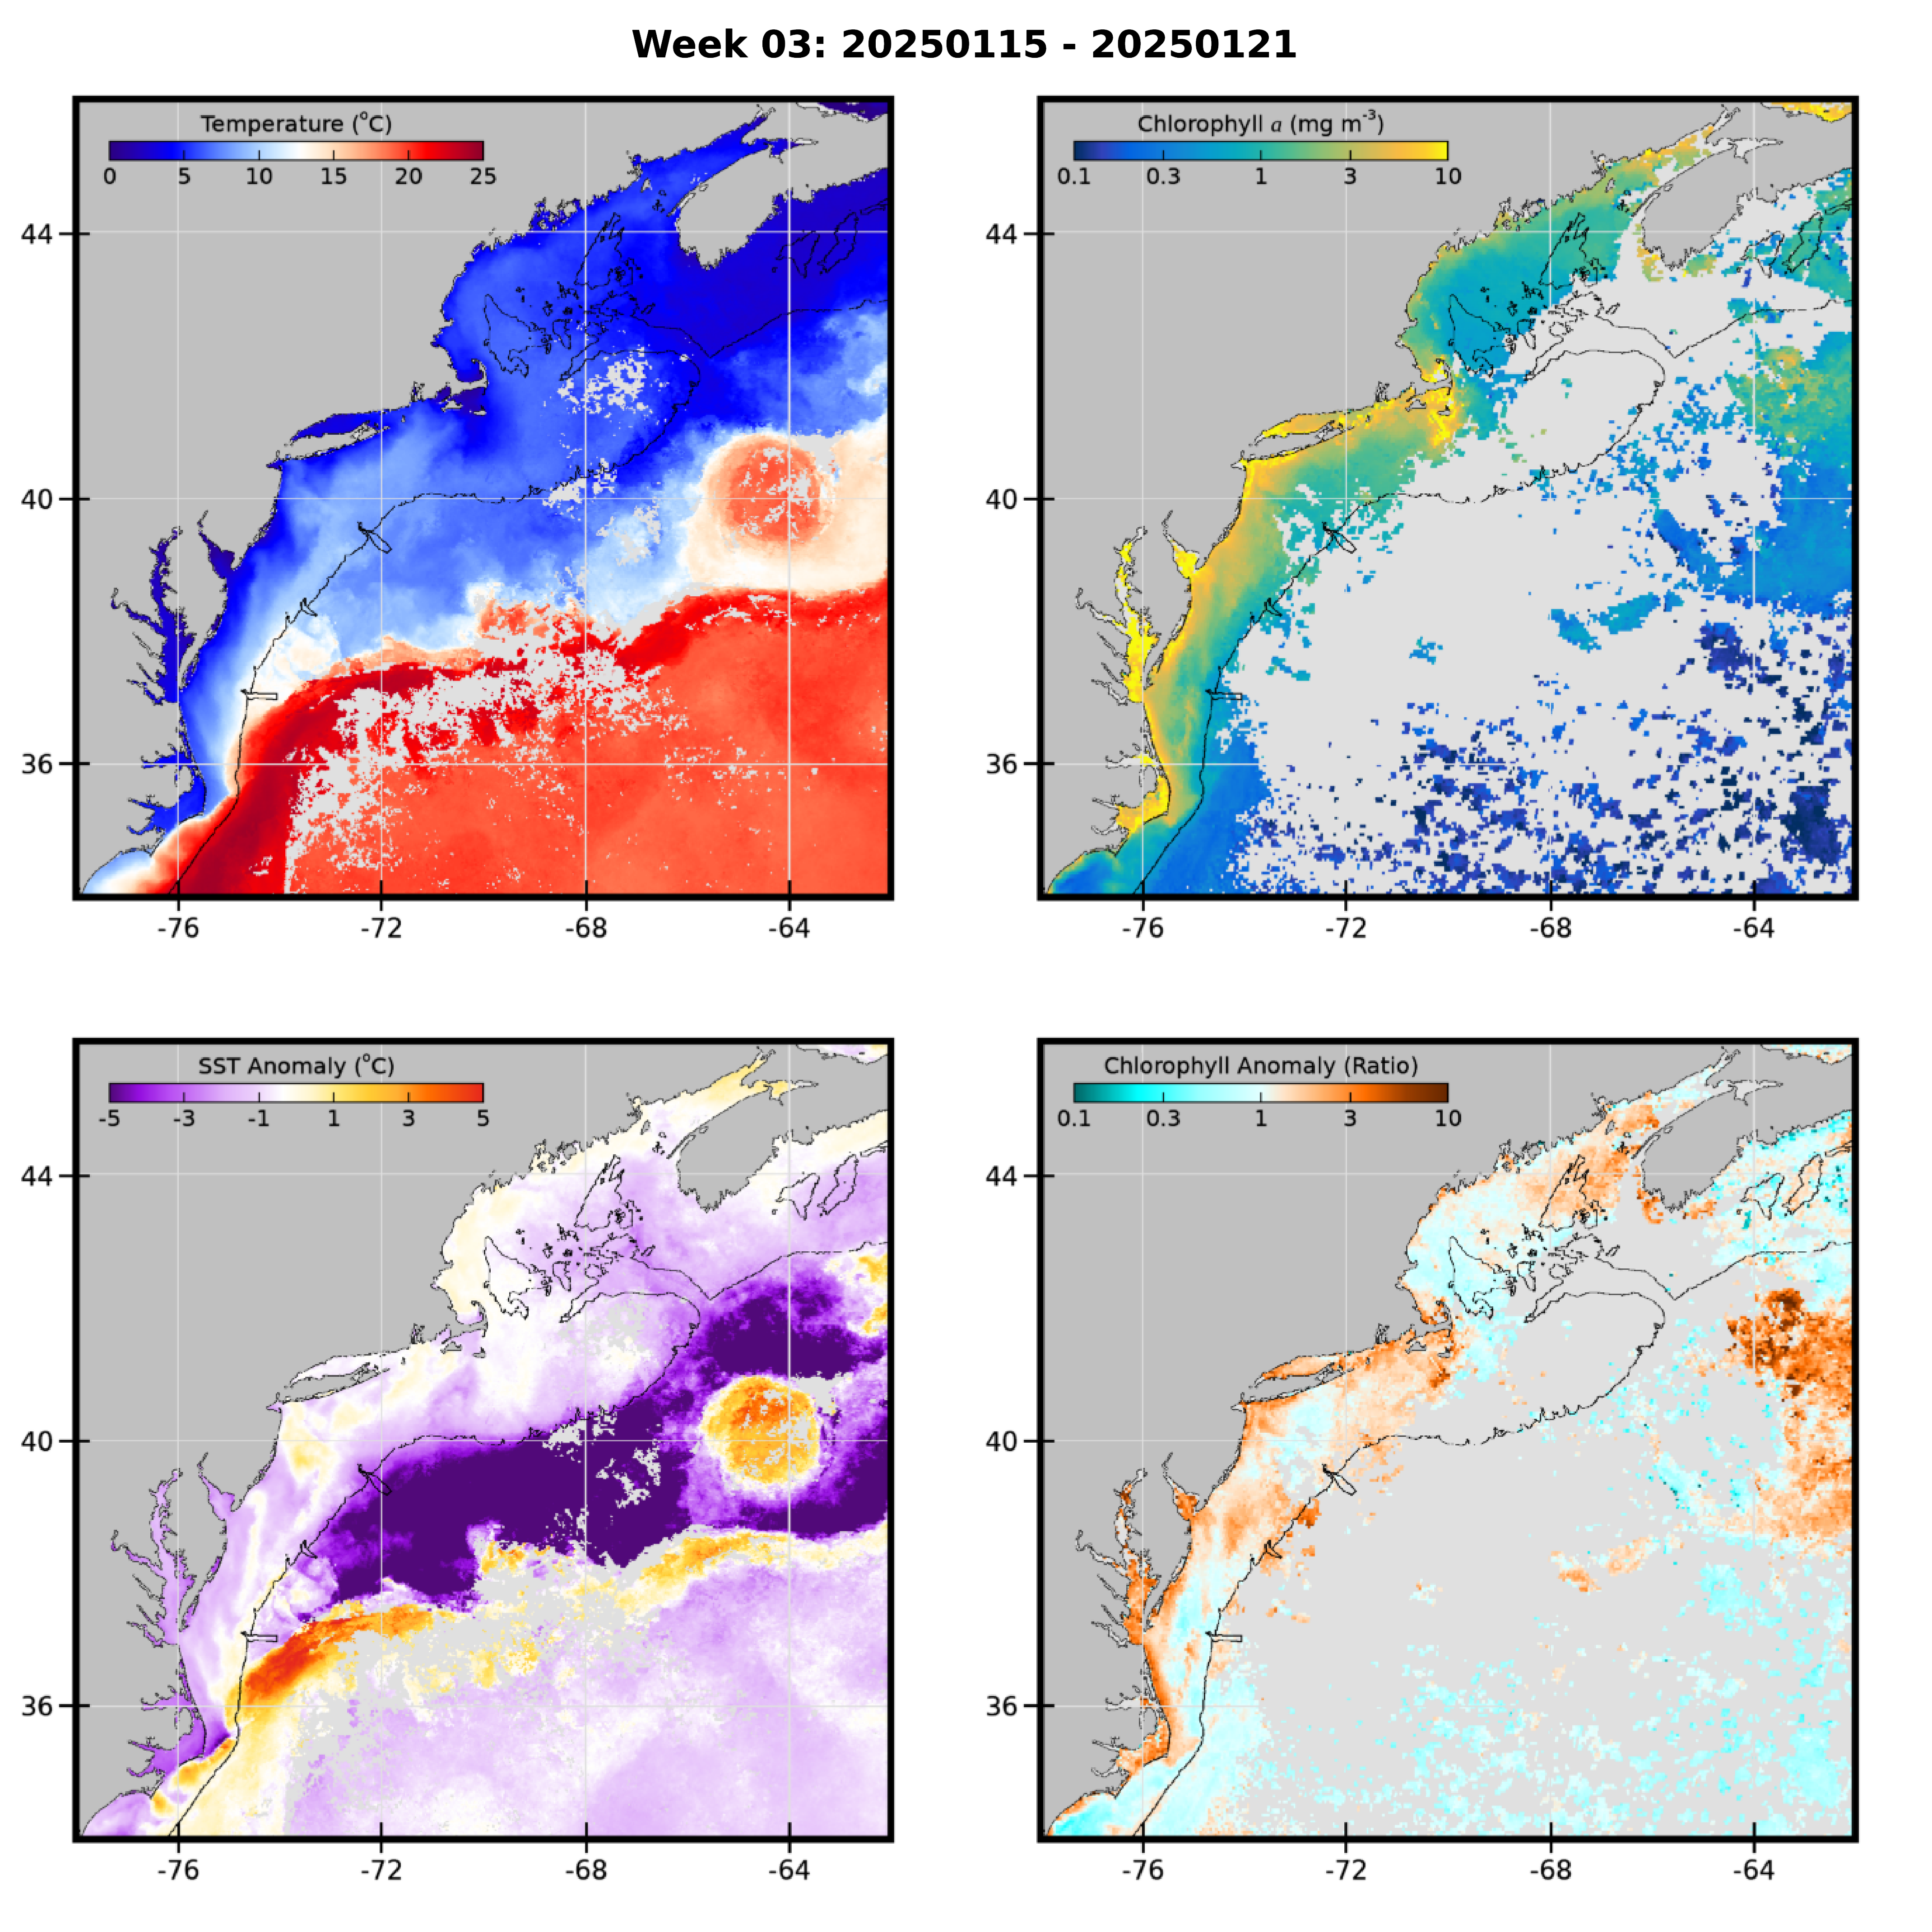 Week 03: 20250115 - 20250121
Temperature (°C)
0 5 10 15 20 25
44
40
36
-76 -72 -68 -64
Chlorophyll a (mg m⁻³)
0.1 0.3 1 3 10
44
40
36
-76 -72 -68 -64
SST Anomaly (°C)
-5 -3 -1 1 3 5
44
40
36
-76 -72 -68 -64
Chlorophyll Anomaly (Ratio)
0.1 0.3 1 3 10
44
40
36
-76 -72 -68 -64